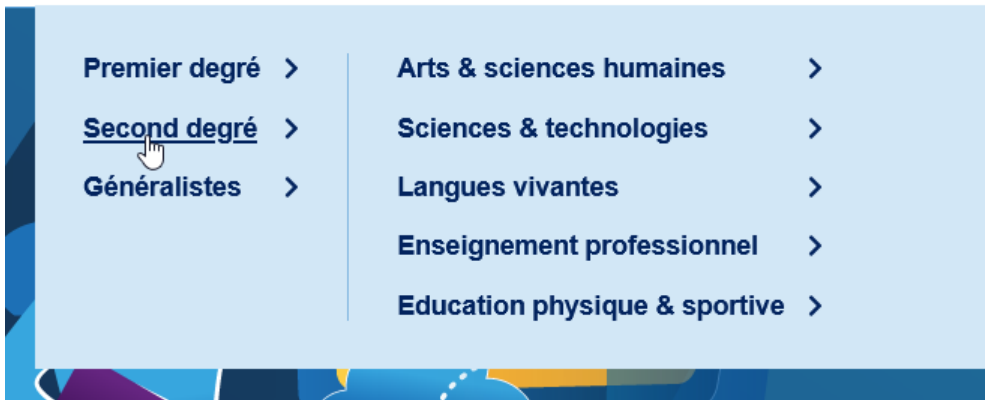 Premier degré
Second degré
Généralistes
Arts & sciences humaines
Sciences & technologies
Langues vivantes
Enseignement professionnel
Education physique & sportive